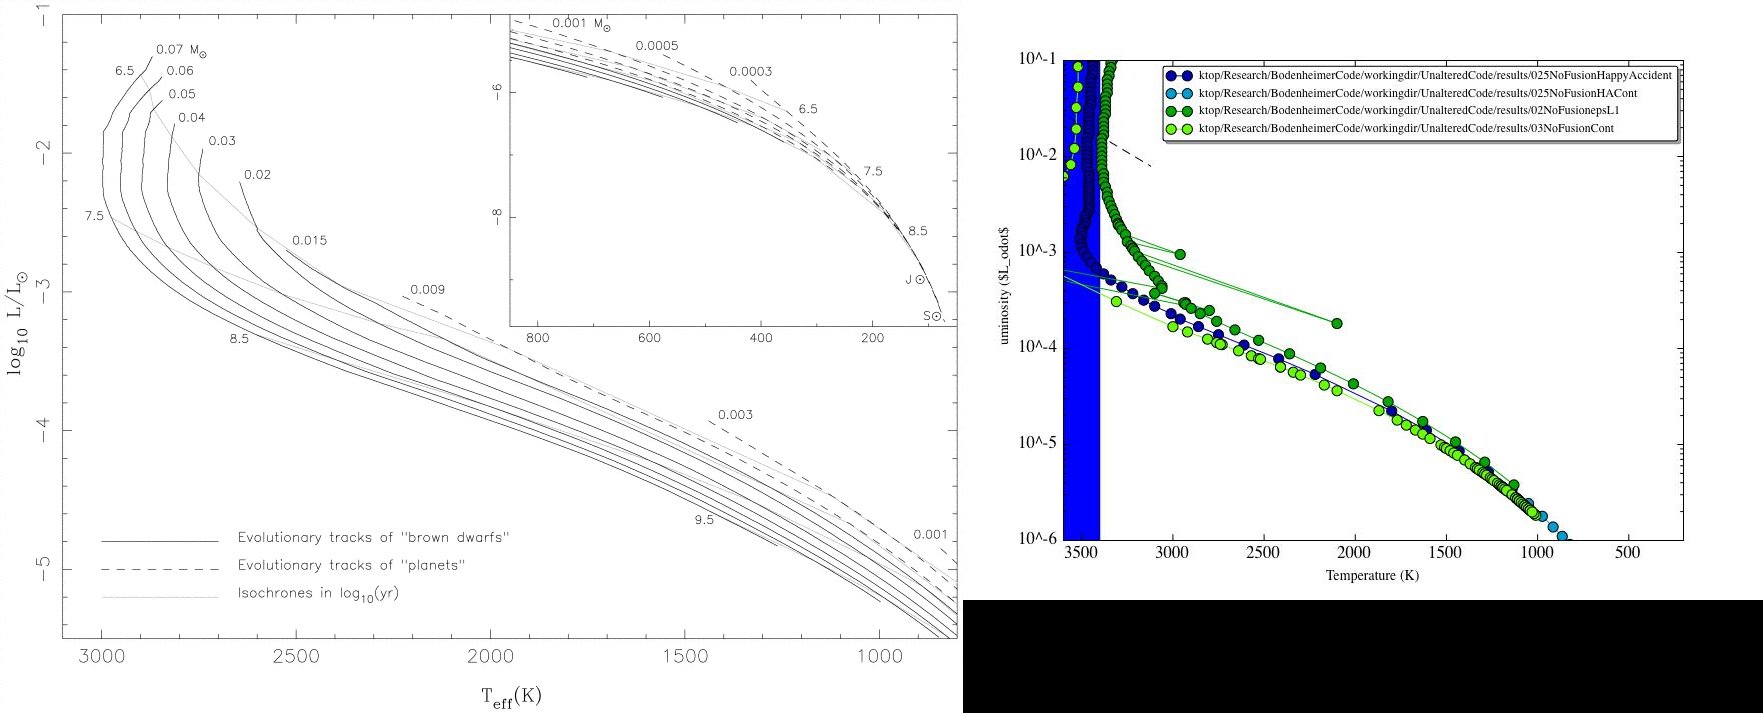 −1
−2
−3
−4
−5
log10 L/L⊙
0.07 M⊙
6.5
0.06
0.05
0.04
0.03
0.02
7.5
0.015
0.009
8.5
0.003
9.5
0.001
0.001 M⊙
0.0005
0.0003
6.5
7.5
8.5
J⊙
S⊙
−6
−8
800 600 400 200
Evolutionary tracks of "brown dwarfs"
Evolutionary tracks of "planets"
Isochrones in log10(yr)
3000 2500 2000 1500 1000
Teff(K)
10^-1
10^-2
10^-3
10^-4
10^-5
10^-6
uminosity ($L_odot$
ktop/Research/BodenheimerCode/workingdir/UnalteredCode/results/025NoFusionHappyAccident
ktop/Research/BodenheimerCode/workingdir/UnalteredCode/results/025NoFusionHACont
ktop/Research/BodenheimerCode/workingdir/UnalteredCode/results/02NoFusionepsL1
ktop/Research/BodenheimerCode/workingdir/UnalteredCode/results/03NoFusionCont
3500 3000 2500 2000 1500 1000 500
Temperature (K)